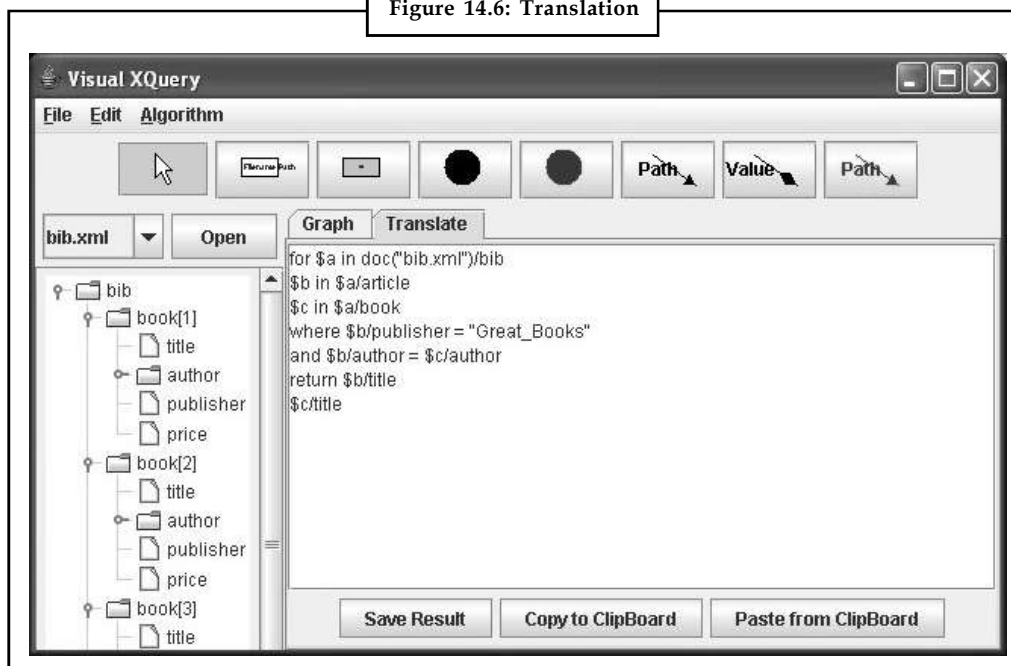 Figure 14.6: Translation
Visual XQuery
File Edit Algorithm
Filename Path
Path Value Path
bib.xml Open
Graph Translate
for $a in doc("bib.xml")/bib
$b in $a/article
$c in $a/book
where $b/publisher = "Great_Books"
and $b/author = $c/author
return $b/title
$c/title
bib
book[1]
title
author
publisher
price
book[2]
title
author
publisher
price
book[3]
title
Save Result Copy to ClipBoard Paste from ClipBoard